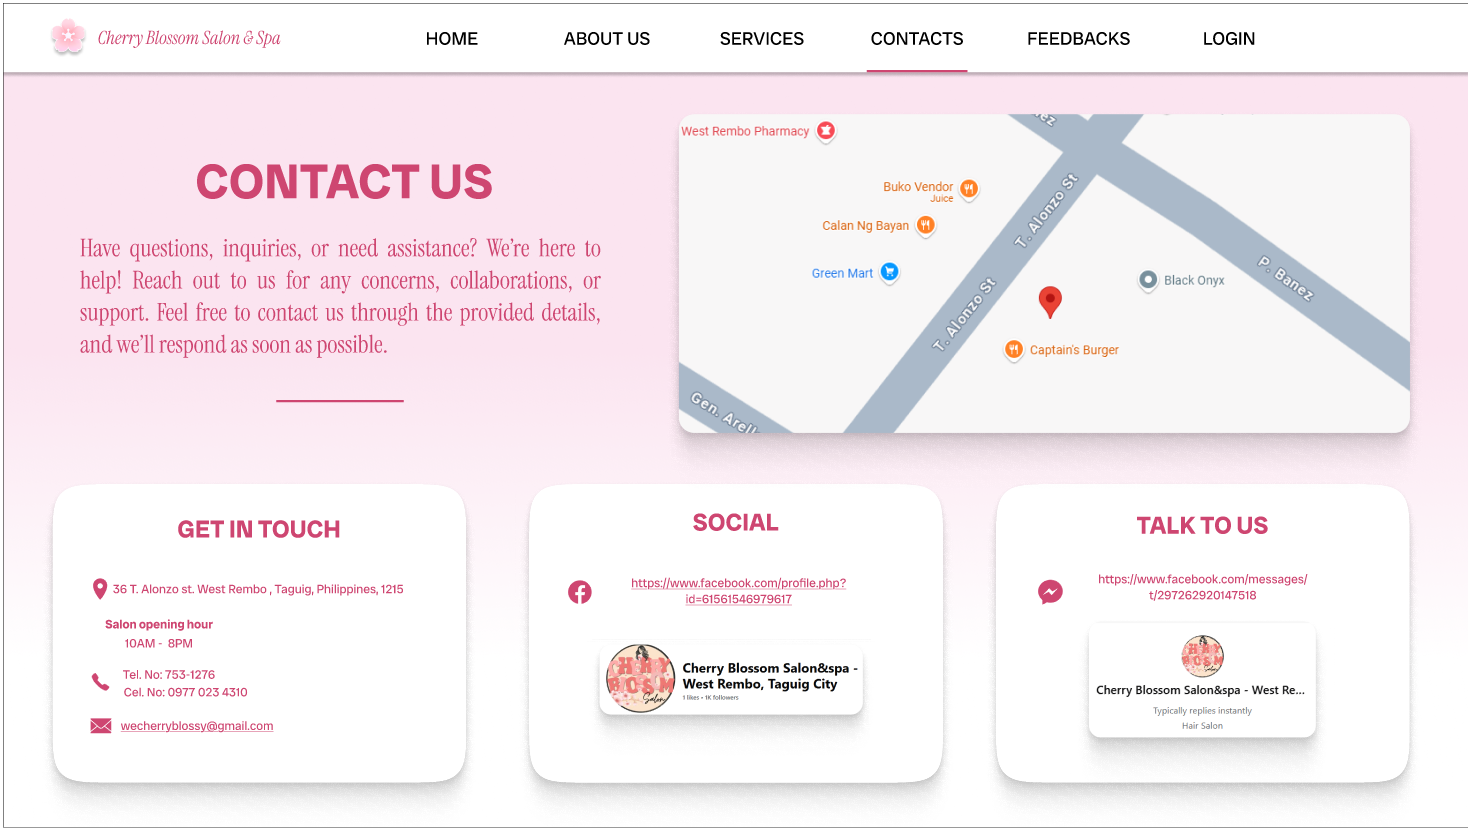 Cherry Blossom Salon & Spa
HOME
ABOUT US
SERVICES
CONTACTS
FEEDBACKS
LOGIN
CONTACT US
Have questions, inquiries, or need assistance? We're here to
help! Reach out to us for any concerns, collaborations, or
support. Feel free to contact us through the provided details,
and we'll respond as soon as possible.
West Rembo Pharmacy
Buko Vendor
Juice
Calan Ng Bayan
Green Mart
T. Alonzo St
T. Alonzo St
Black Onyx
P. Banez
Captain's Burger
Gen.
GET IN TOUCH
36 T. Alonzo st. West Rembo , Taguig, Philippines, 1215
Salon opening hour
10AM - 8PM
Tel. No: 753-1276
Cel. No: 0977 023 4310
wecherryblossy@gmail.com
SOCIAL
https://www.facebook.com/profile.php?
id=61561546979617
Cherry Blossom Salon&spa -
West Rembo, Taguig City
1 likes • 1K followers
Salon
TALK TO US
https://www.facebook.com/messages/
t/297262920147518
Cherry Blossom Salon&spa - West Re...
Typically replies instantly
Hair Salon